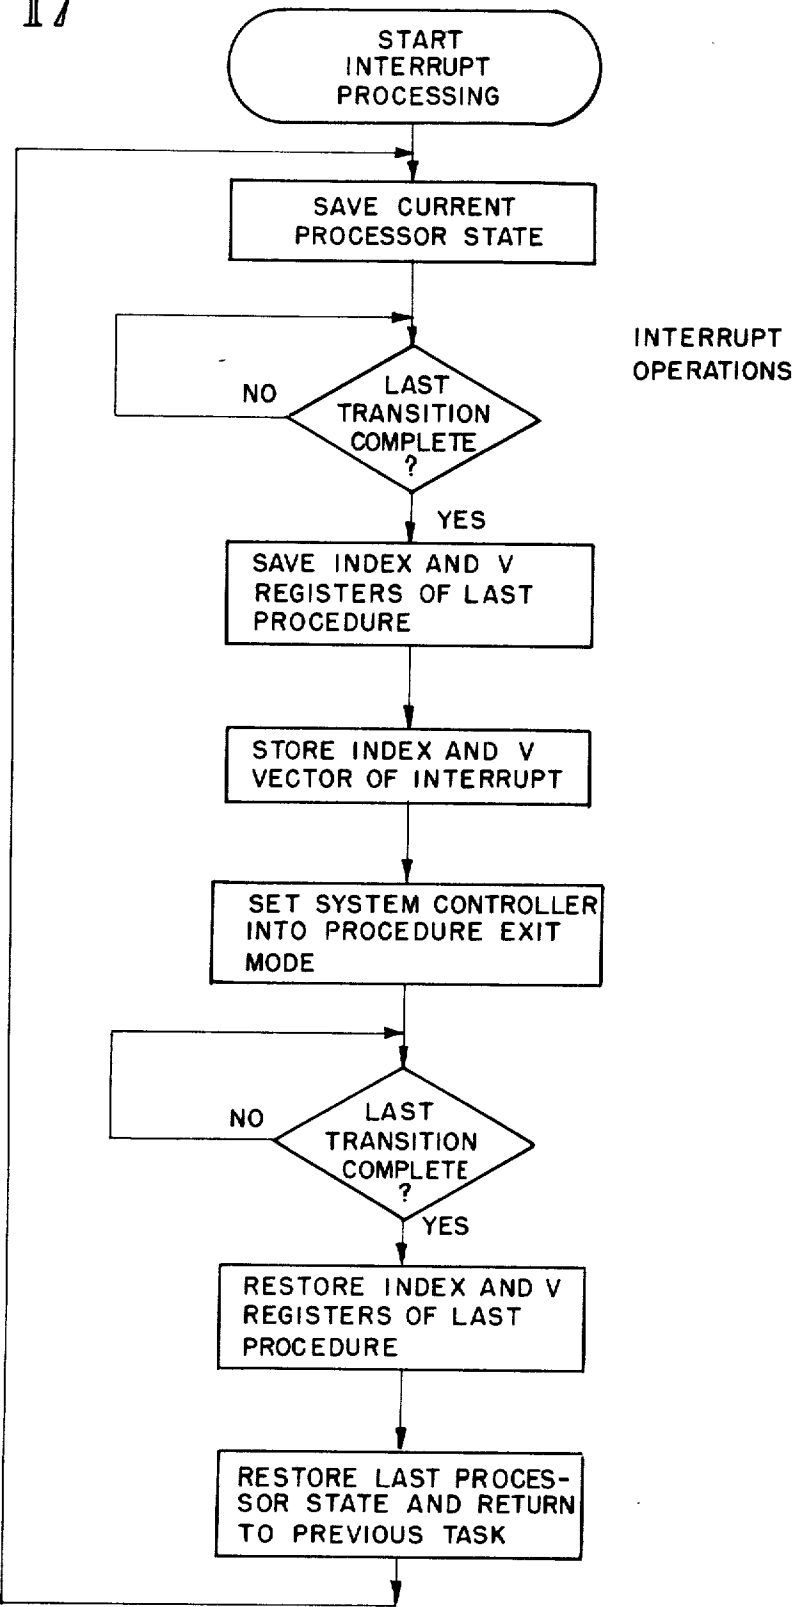 17
START
INTERRUPT
PROCESSING
SAVE CURRENT
PROCESSOR STATE
INTERRUPT
OPERATIONS
NO
LAST
TRANSITION
COMPLETE
?
YES
SAVE INDEX AND V
REGISTERS OF LAST
PROCEDURE
STORE INDEX AND V
VECTOR OF INTERRUPT
SET SYSTEM CONTROLLER
INTO PROCEDURE EXIT
MODE
NO
LAST
TRANSITION
COMPLETE
?
YES
RESTORE INDEX AND V
REGISTERS OF LAST
PROCEDURE
RESTORE LAST PROCES-
SOR STATE AND RETURN
TO PREVIOUS TASK